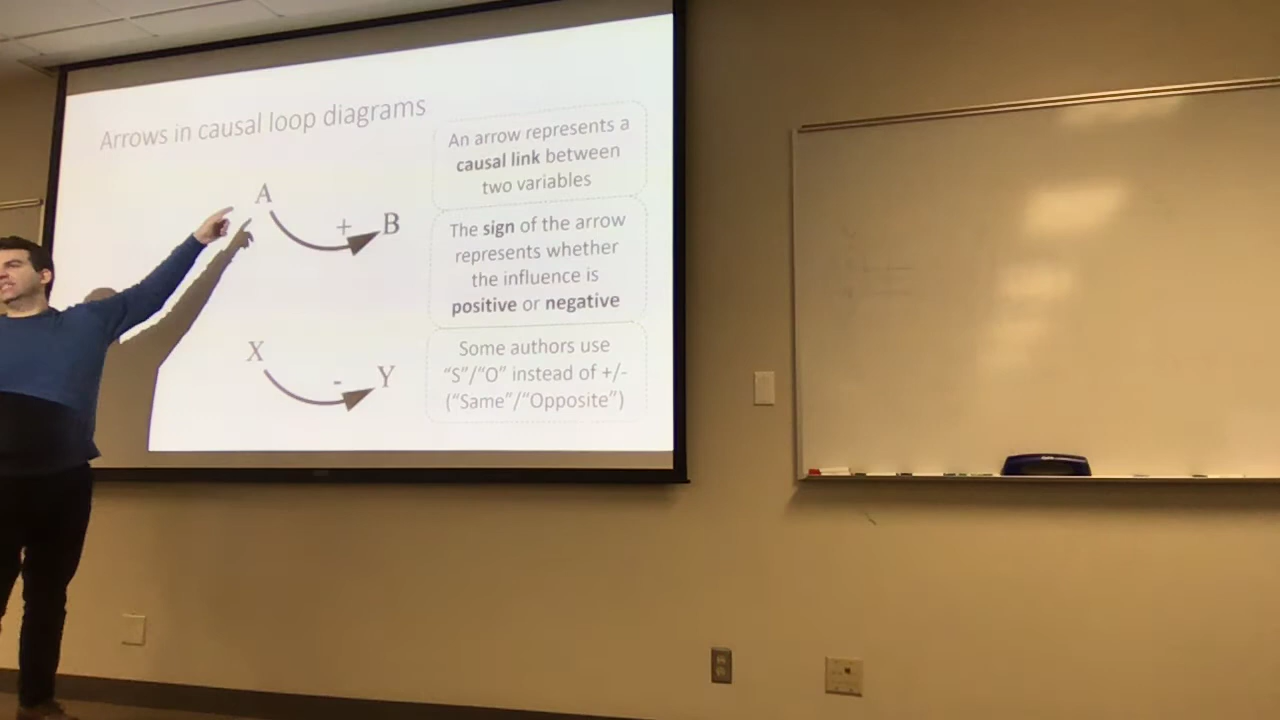 Arrows in causal loop diagrams
A
+
B
X
-
Y
An arrow represents a
causal link between
two variables
The sign of the arrow
represents whether
the influence is
positive or negative
Some authors use
“S”/“O” instead of +/-
(“Same”/“Opposite”)